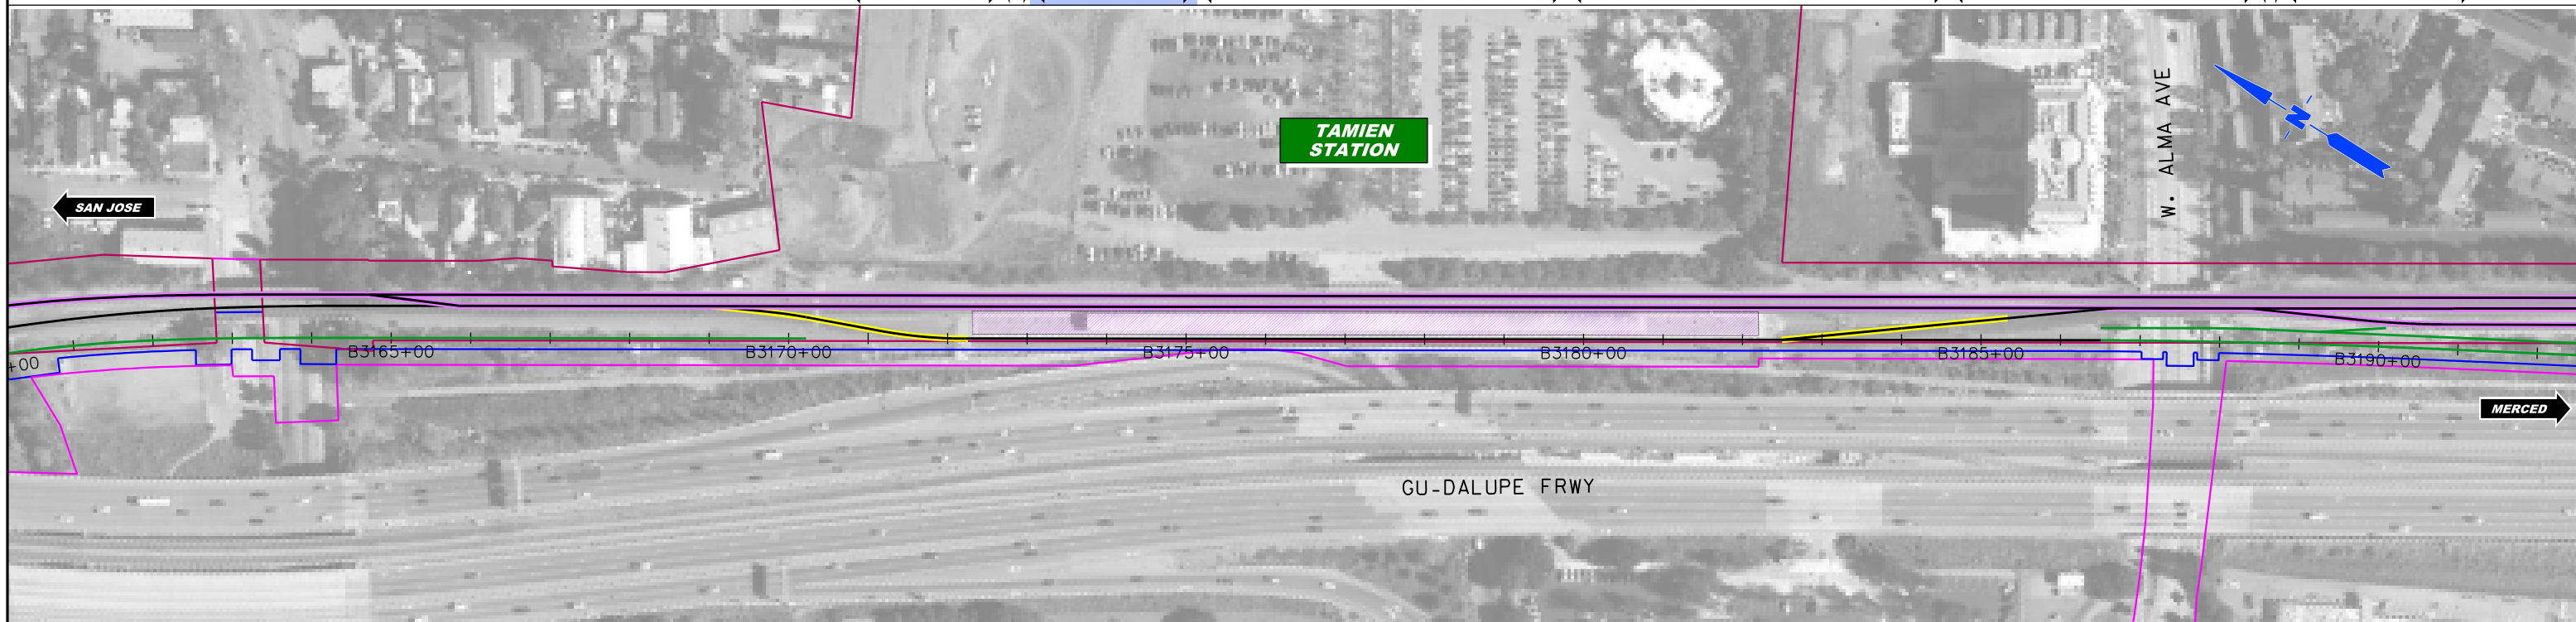 TAMIEN
STATION
W. ALMA AVE
N
SAN JOSE
+00
B3165+00
B3170+00
B3175+00
B3180+00
B3185+00
B3190+00
MERCED
GU-DALUPE FRWY